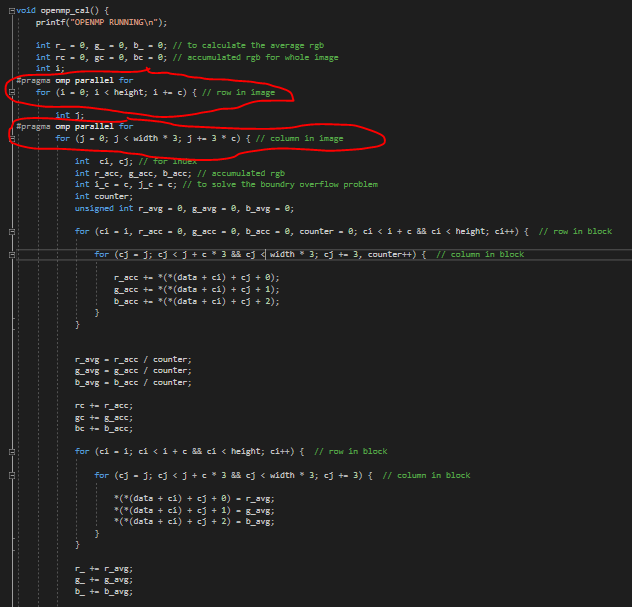 void openmp_cal() {
printf("OPENMP RUNNING\n");
int r_ = 0, g_ = 0, b_ = 0; // to calculate the average rgb
int rc = 0, gc = 0, bc = 0; // accumulated rgb for whole image
int i;
#pragma omp parallel for
for (i = 0; i < height; i += c) { // row in image
int j;
#pragma omp parallel for
for (j = 0; j < width * 3; j += 3 * c) { // column in image
int ci, cj; // for index
int r_acc, g_acc, b_acc; // accumulated rgb
int i_c = c, j_c = c; // to solve the boundry overflow problem
int counter;
unsigned int r_avg = 0, g_avg = 0, b_avg = 0;
for (ci = i, r_acc = 0, g_acc = 0, b_acc = 0, counter = 0; ci < i + c && ci < height; ci++) { // row in block
for (cj = j; cj < j + c * 3 && cj < width * 3; cj += 3, counter++) { // column in block
r_acc += *(*(data + ci) + cj + 0);
g_acc += *(*(data + ci) + cj + 1);
b_acc += *(*(data + ci) + cj + 2);
}
}
r_avg = r_acc / counter;
g_avg = g_acc / counter;
b_avg = b_acc / counter;
rc += r_acc;
gc += g_acc;
bc += b_acc;
for (ci = i; ci < i + c && ci < height; ci++) { // row in block
for (cj = j; cj < j + c * 3 && cj < width * 3; cj += 3) { // column in block
*(*(data + ci) + cj + 0) = r_avg;
*(*(data + ci) + cj + 1) = g_avg;
*(*(data + ci) + cj + 2) = b_avg;
}
}
r_ += r_avg;
g_ += g_avg;
b_ += b_avg;